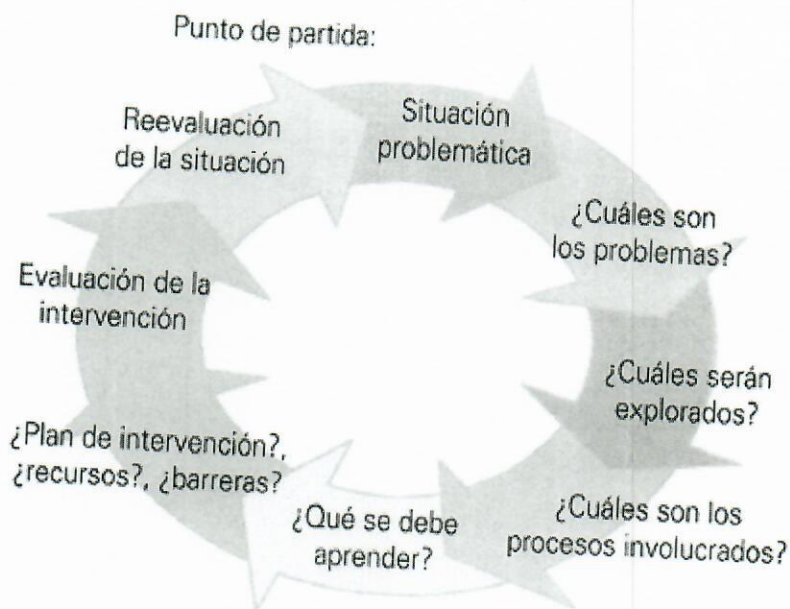 Punto de partida:
Situación
problemática
¿Cuáles son
los problemas?
¿Cuáles serán
explorados?
¿Cuáles son los
procesos involucrados?
¿Qué se debe
aprender?
¿Plan de intervención?,
¿recursos?, ¿barreras?
Evaluación de la
intervención
Reevaluación
de la situación